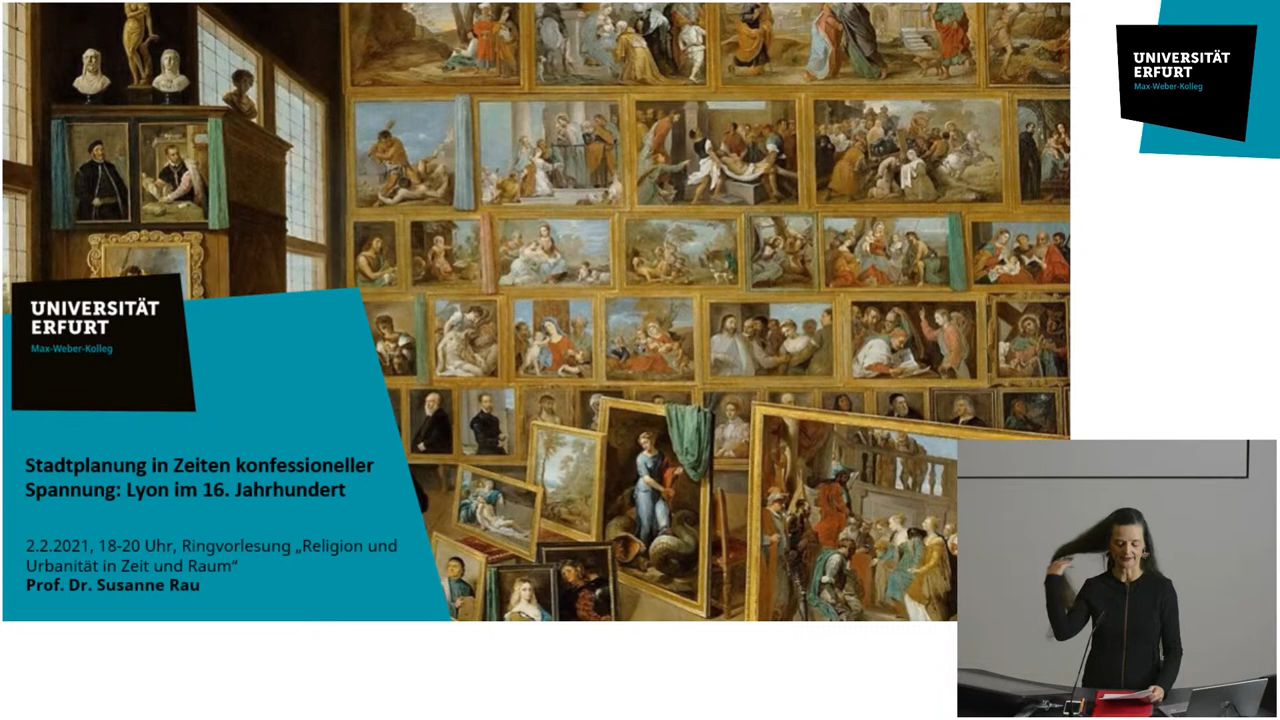 UNIVERSITÄT
ERFURT
Max-Weber-Kolleg
Stadtplanung in Zeiten konfessioneller
Spannung: Lyon im 16. Jahrhundert
2.2.2021, 18-20 Uhr, Ringvorlesung „Religion und
Urbanität in Zeit und Raum“
Prof. Dr. Susanne Rau
UNIVERSITÄT
ERFURT
Max-Weber-Kolleg